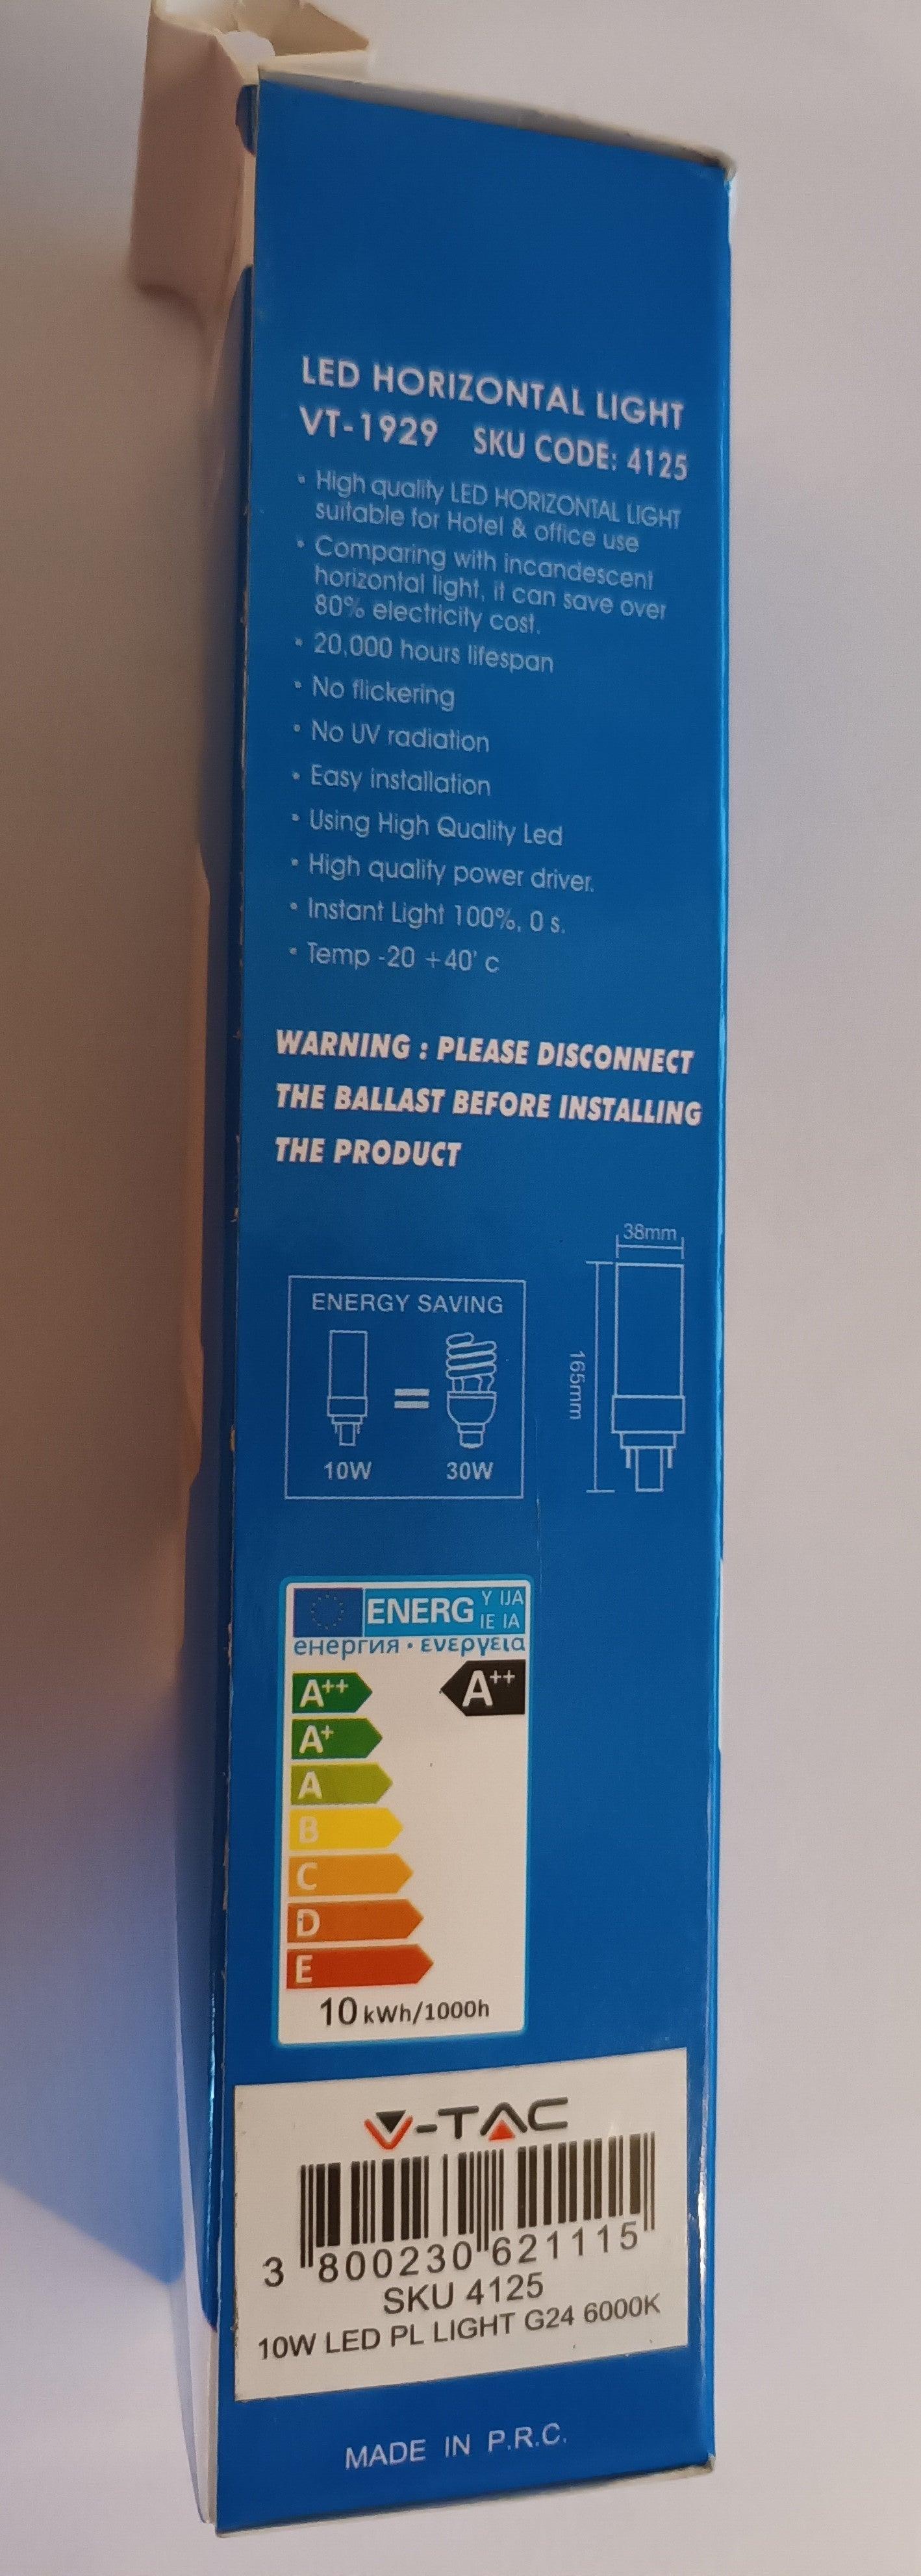 LED HORIZONTAL LIGHT
VT-1929 SKU CODE: 4125
• High quality LED HORIZONTAL LIGHT
suitable for Hotel & office use
• Comparing with incandescent
horizontal light, it can save over
80% electricity cost.
• 20,000 hours lifespan
• No flickering
• No UV radiation
• Easy installation
• Using High Quality Led
• High quality power driver.
• Instant Light 100%, 0 s.
• Temp -20 +40' c
WARNING : PLEASE DISCONNECT
THE BALLAST BEFORE INSTALLING
THE PRODUCT
38mm
165mm
ENERGY SAVING
=
10W 30W
ENERG Y IJA
IE IA
енергия · ενεργεια
A++ A++
A+
A
B
C
D
E
10 kWh/1000h
V-TAC
3 800230 621115
SKU 4125
10W LED PL LIGHT G24 6000K
MADE IN P.R.C.